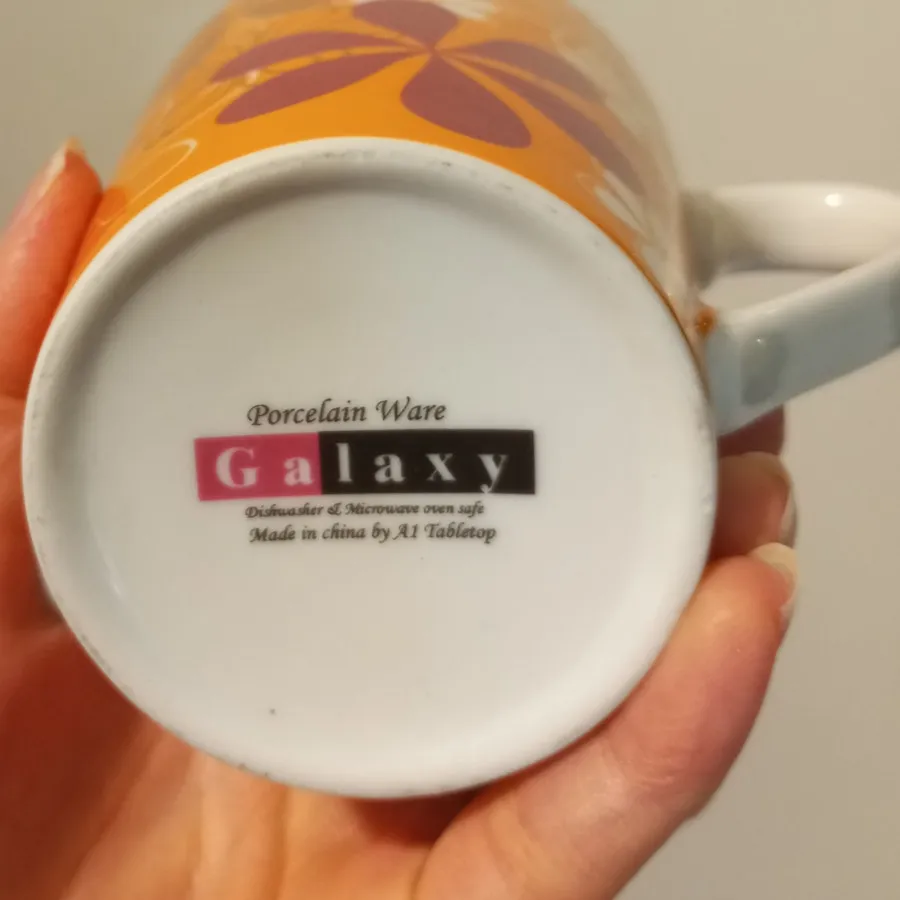 Porcelain Ware
Galaxy
Dishwasher & Microwave oven safe
Made in china by A1 Tabletop